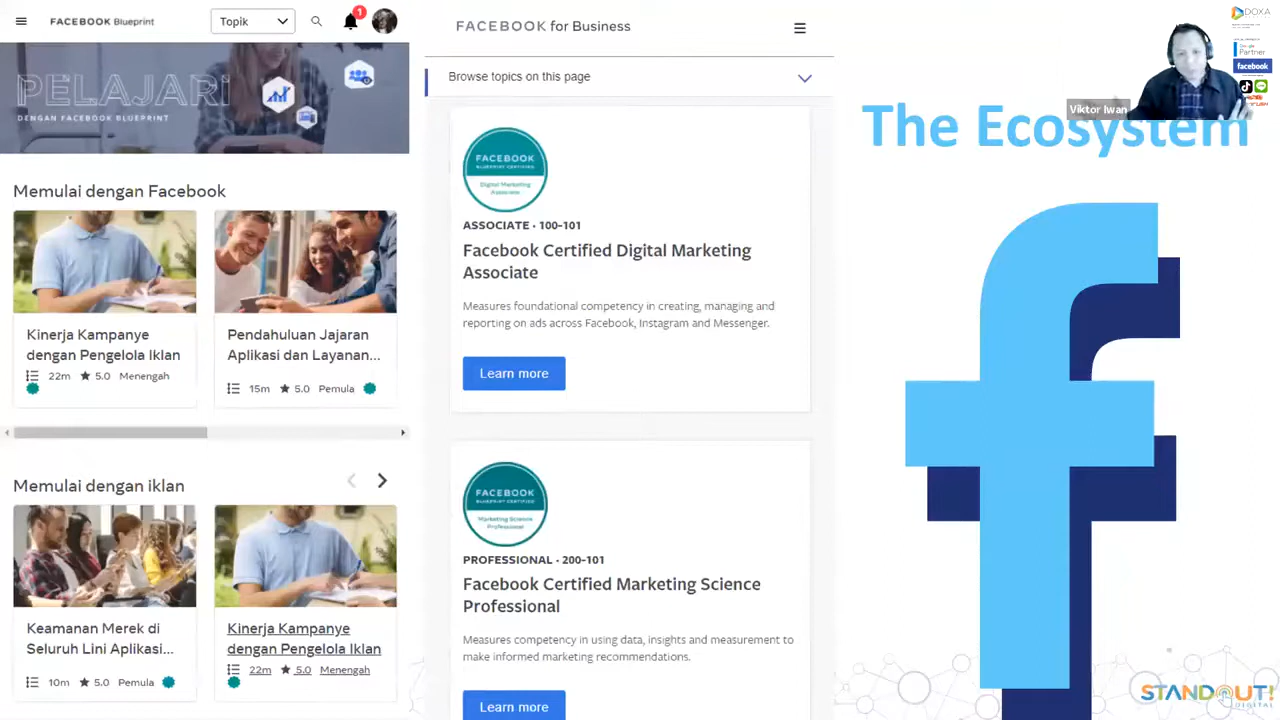 FACEBOOK Blueprint
Topik
1
PELAJARI
DENGAN FACEBOOK BLUEPRINT
Memulai dengan Facebook
Kinerja Kampanye
dengan Pengelola Iklan
22m ★ 5.0 Menengah
Pendahuluan Jajaran
Aplikasi dan Layanan...
15m ★ 5.0 Pemula
Memulai dengan iklan
Keamanan Merek di
Seluruh Lini Aplikasi...
10m ★ 5.0 Pemula
Kinerja Kampanye
dengan Pengelola Iklan
22m ★ 5.0 Menengah
FACEBOOK for Business
Browse topics on this page
FACEBOOK
BLUEPRINT CERTIFIED
Digital Marketing
Associate
ASSOCIATE · 100-101
Facebook Certified Digital Marketing
Associate
Measures foundational competency in creating, managing and
reporting on ads across Facebook, Instagram and Messenger.
Learn more
FACEBOOK
BLUEPRINT CERTIFIED
Marketing Science
Professional
PROFESSIONAL · 200-101
Facebook Certified Marketing Science
Professional
Measures competency in using data, insights and measurement to
make informed marketing recommendations.
Learn more
The Ecosystem
Viktor Iwan
DOXA
Google
Partner
facebook
STANDOUT!
DIGITAL